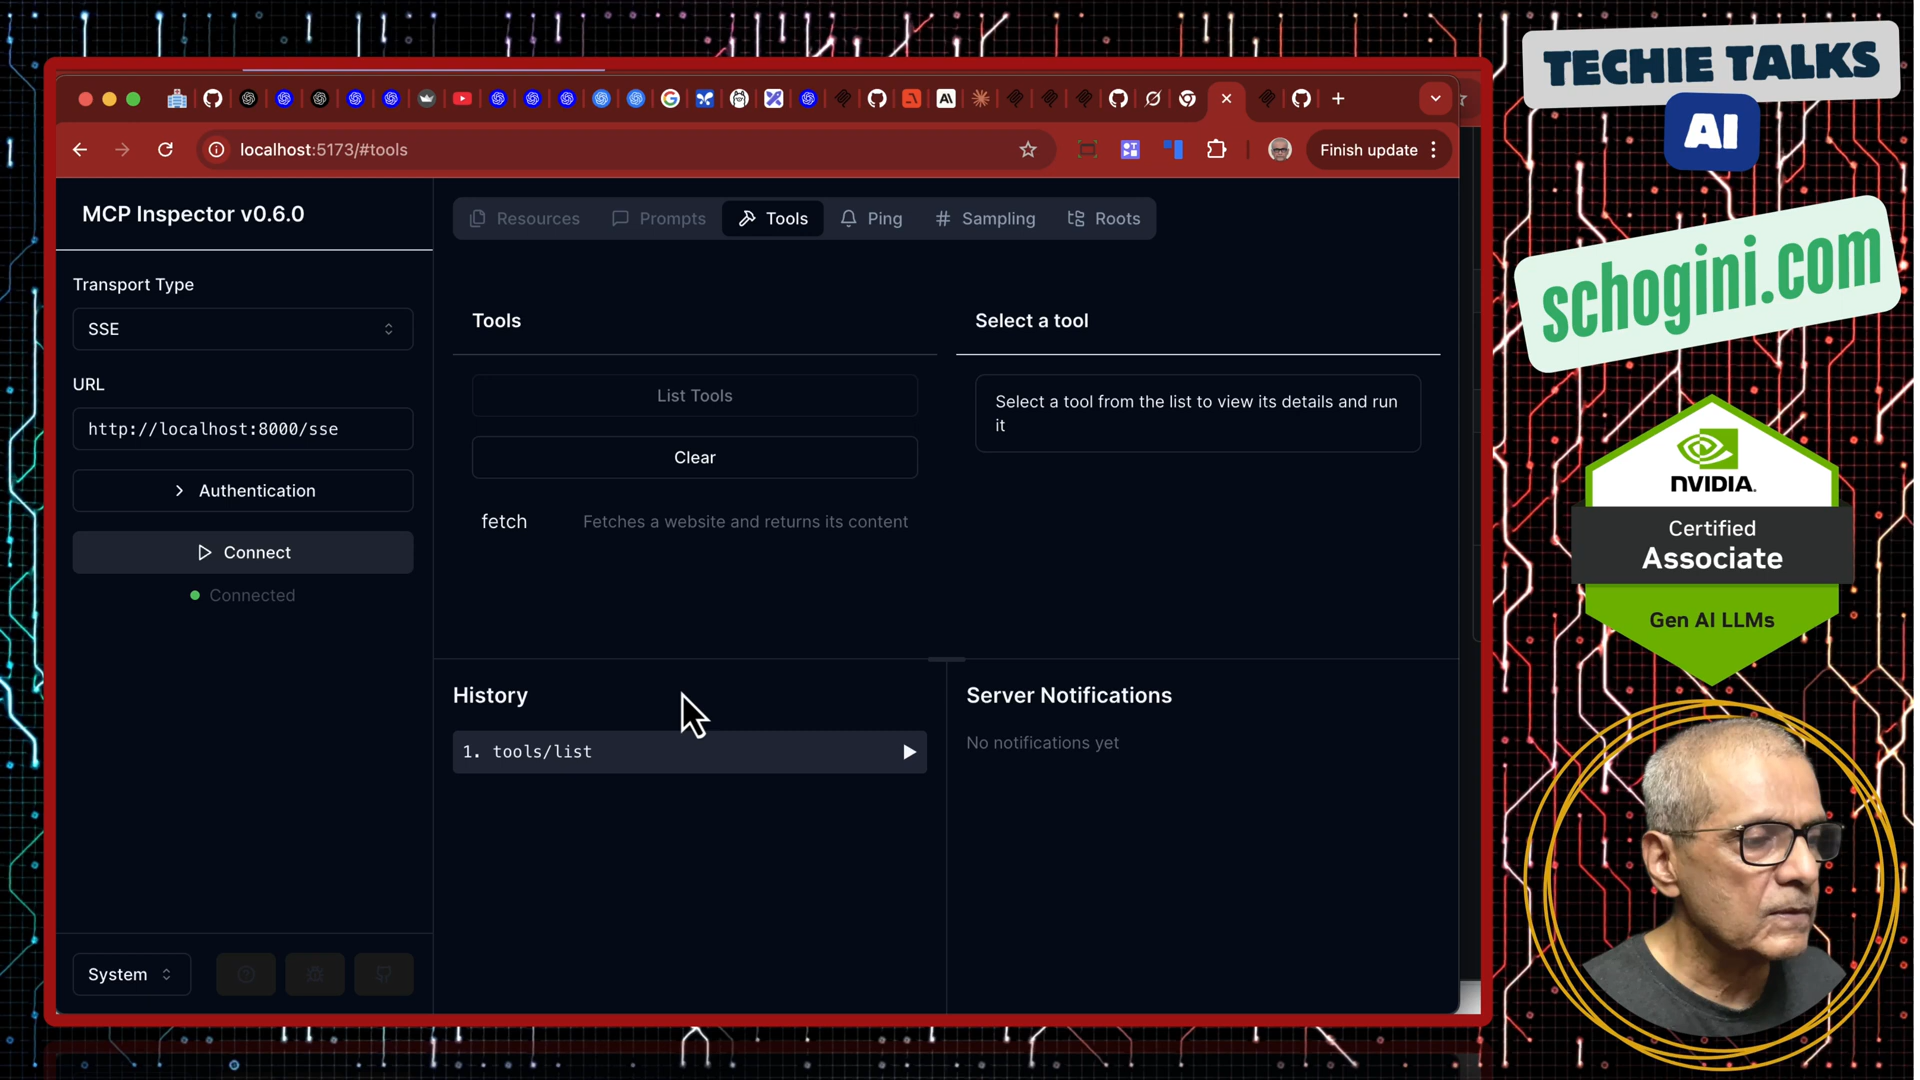 TECHIE TALKS
AI
schogini.com
NVIDIA.
Certified
Associate
Gen AI LLMs
localhost:5173/#tools
Finish update
MCP Inspector v0.6.0
Transport Type
SSE
URL
http://localhost:8000/sse
Authentication
Connect
Connected
System
Resources
Prompts
Tools
Ping
Sampling
Roots
Tools
List Tools
Clear
fetch
Fetches a website and returns its content
Select a tool
Select a tool from the list to view its details and run
it
History
1. tools/list
Server Notifications
No notifications yet